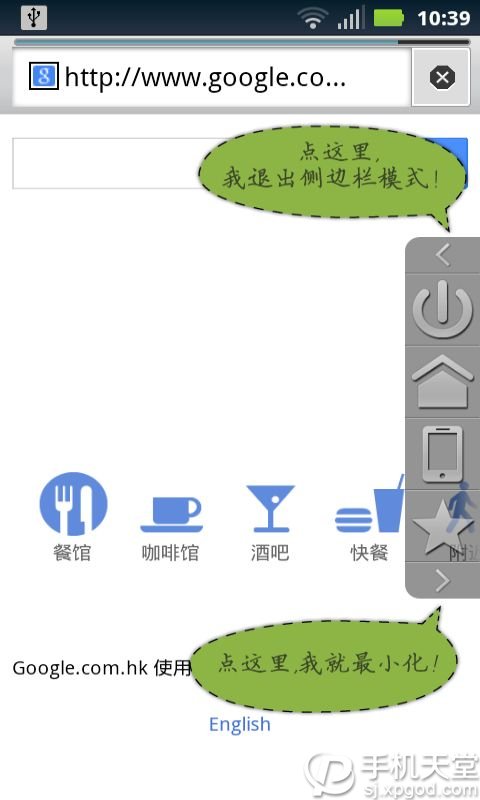 10:39
http://www.google.co...
点这里,
我退出侧边栏模式!
餐馆
咖啡馆
酒吧
快餐
附近
Google.com.hk 使用
点这里,我就最小化!
English
手机天堂
sj.xpgod.com